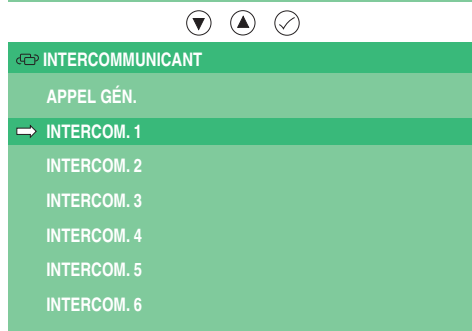 INTERCOMMUNICANT
APPEL GÉN.
INTERCOM. 1
INTERCOM. 2
INTERCOM. 3
INTERCOM. 4
INTERCOM. 5
INTERCOM. 6